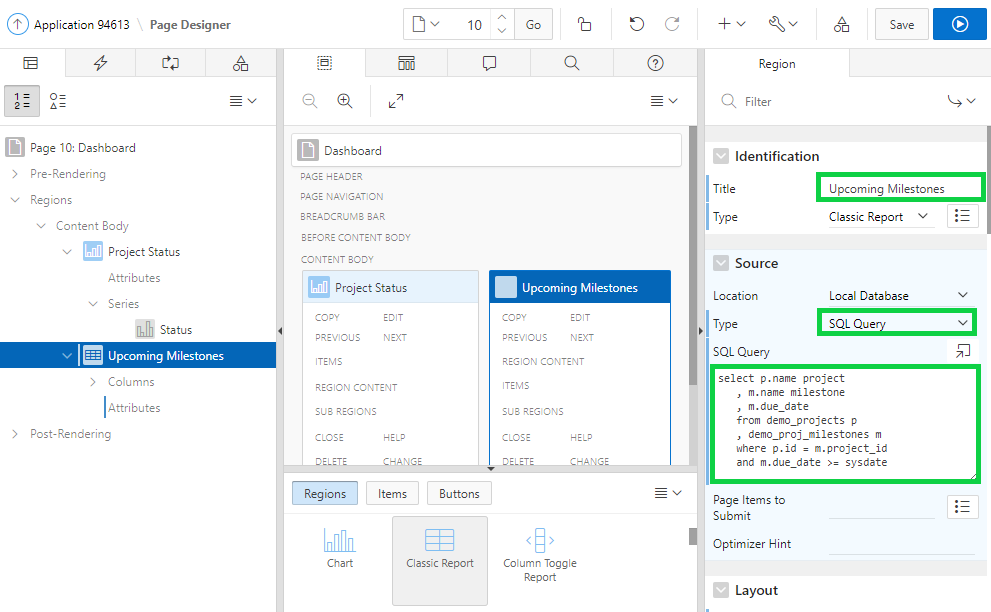 Application 94613 \ Page Designer
10
Go
Save
Page 10: Dashboard
Pre-Rendering
Regions
Content Body
Project Status
Attributes
Series
Status
Upcoming Milestones
Columns
Attributes
Post-Rendering
Dashboard
PAGE HEADER
PAGE NAVIGATION
BREADCRUMB BAR
BEFORE CONTENT BODY
CONTENT BODY
Project Status
COPY EDIT
PREVIOUS NEXT
ITEMS
REGION CONTENT
SUB REGIONS
CLOSE HELP
DELETE CHANGE
Upcoming Milestones
COPY EDIT
PREVIOUS NEXT
REGION CONTENT
ITEMS
SUB REGIONS
CLOSE HELP
DELETE CHANGE
Regions Items Buttons
Chart
Classic Report
Column Toggle
Report
Region
Filter
Identification
Title Upcoming Milestones
Type Classic Report
Source
Location Local Database
Type SQL Query
SQL Query
select p.name project
, m.name milestone
, m.due_date
from demo_projects p
, demo_proj_milestones m
where p.id = m.project_id
and m.due_date >= sysdate
Page Items to
Submit
Optimizer Hint
Layout